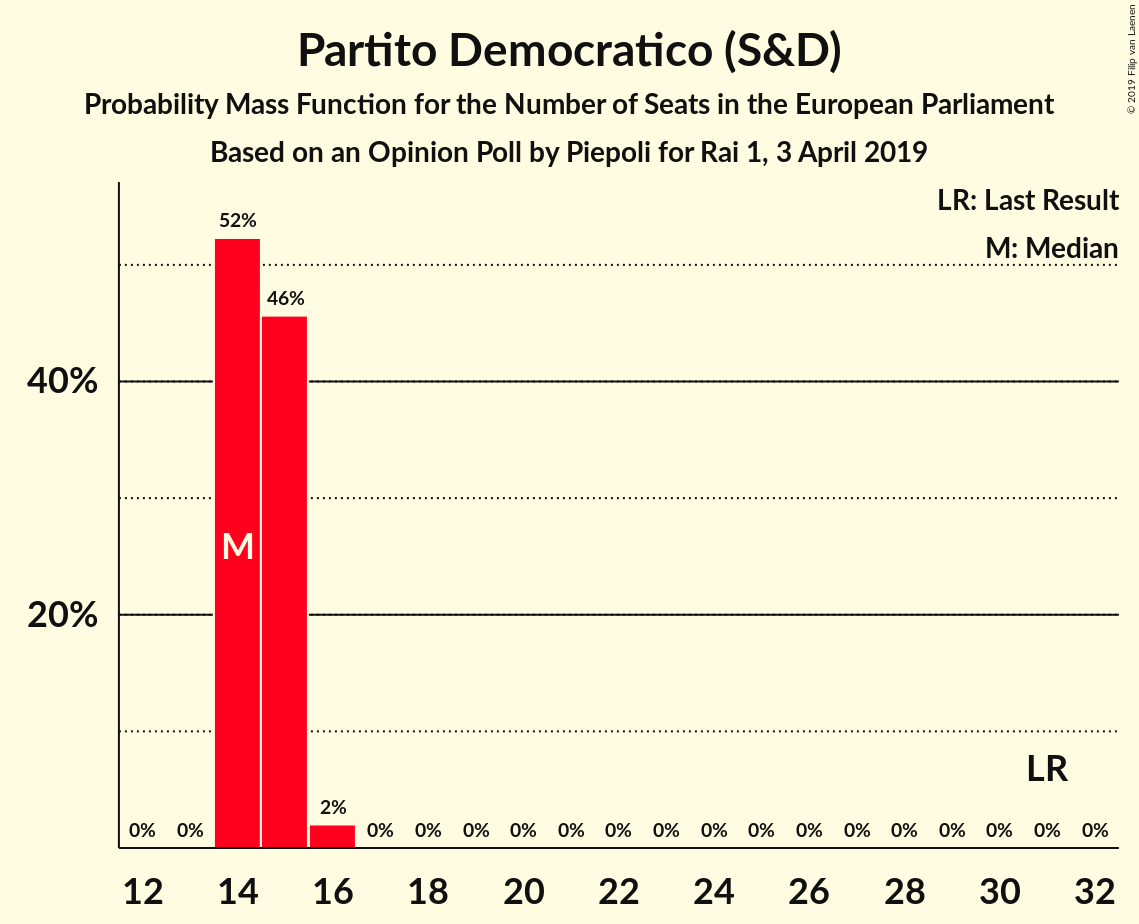 © 2019 Filip van Laenen
Partito Democratico (S&D)
Probability Mass Function for the Number of Seats in the European Parliament
Based on an Opinion Poll by Piepoli for Rai 1, 3 April 2019
LR: Last Result
M: Median
52%
46%
40%
M
20%
LR
2%
0% 0% 0% 0% 0% 0% 0% 0% 0% 0% 0% 0% 0% 0% 0% 0% 0% 0%
12 14 16 18 20 22 24 26 28 30 32